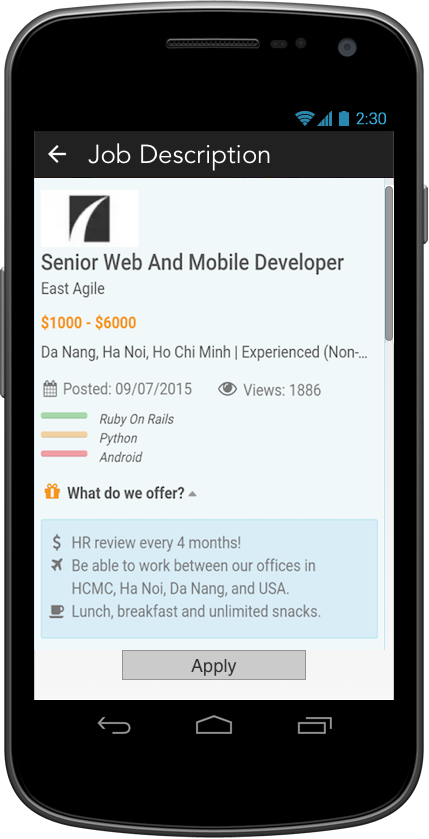 2:30
Job Description
Senior Web And Mobile Developer
East Agile
$1000 - $6000
Da Nang, Ha Noi, Ho Chi Minh | Experienced (Non-...
Posted: 09/07/2015 Views: 1886
Ruby On Rails
Python
Android
What do we offer?
$ HR review every 4 months!
Be able to work between our offices in
HCMC, Ha Noi, Da Nang, and USA.
Lunch, breakfast and unlimited snacks.
Apply